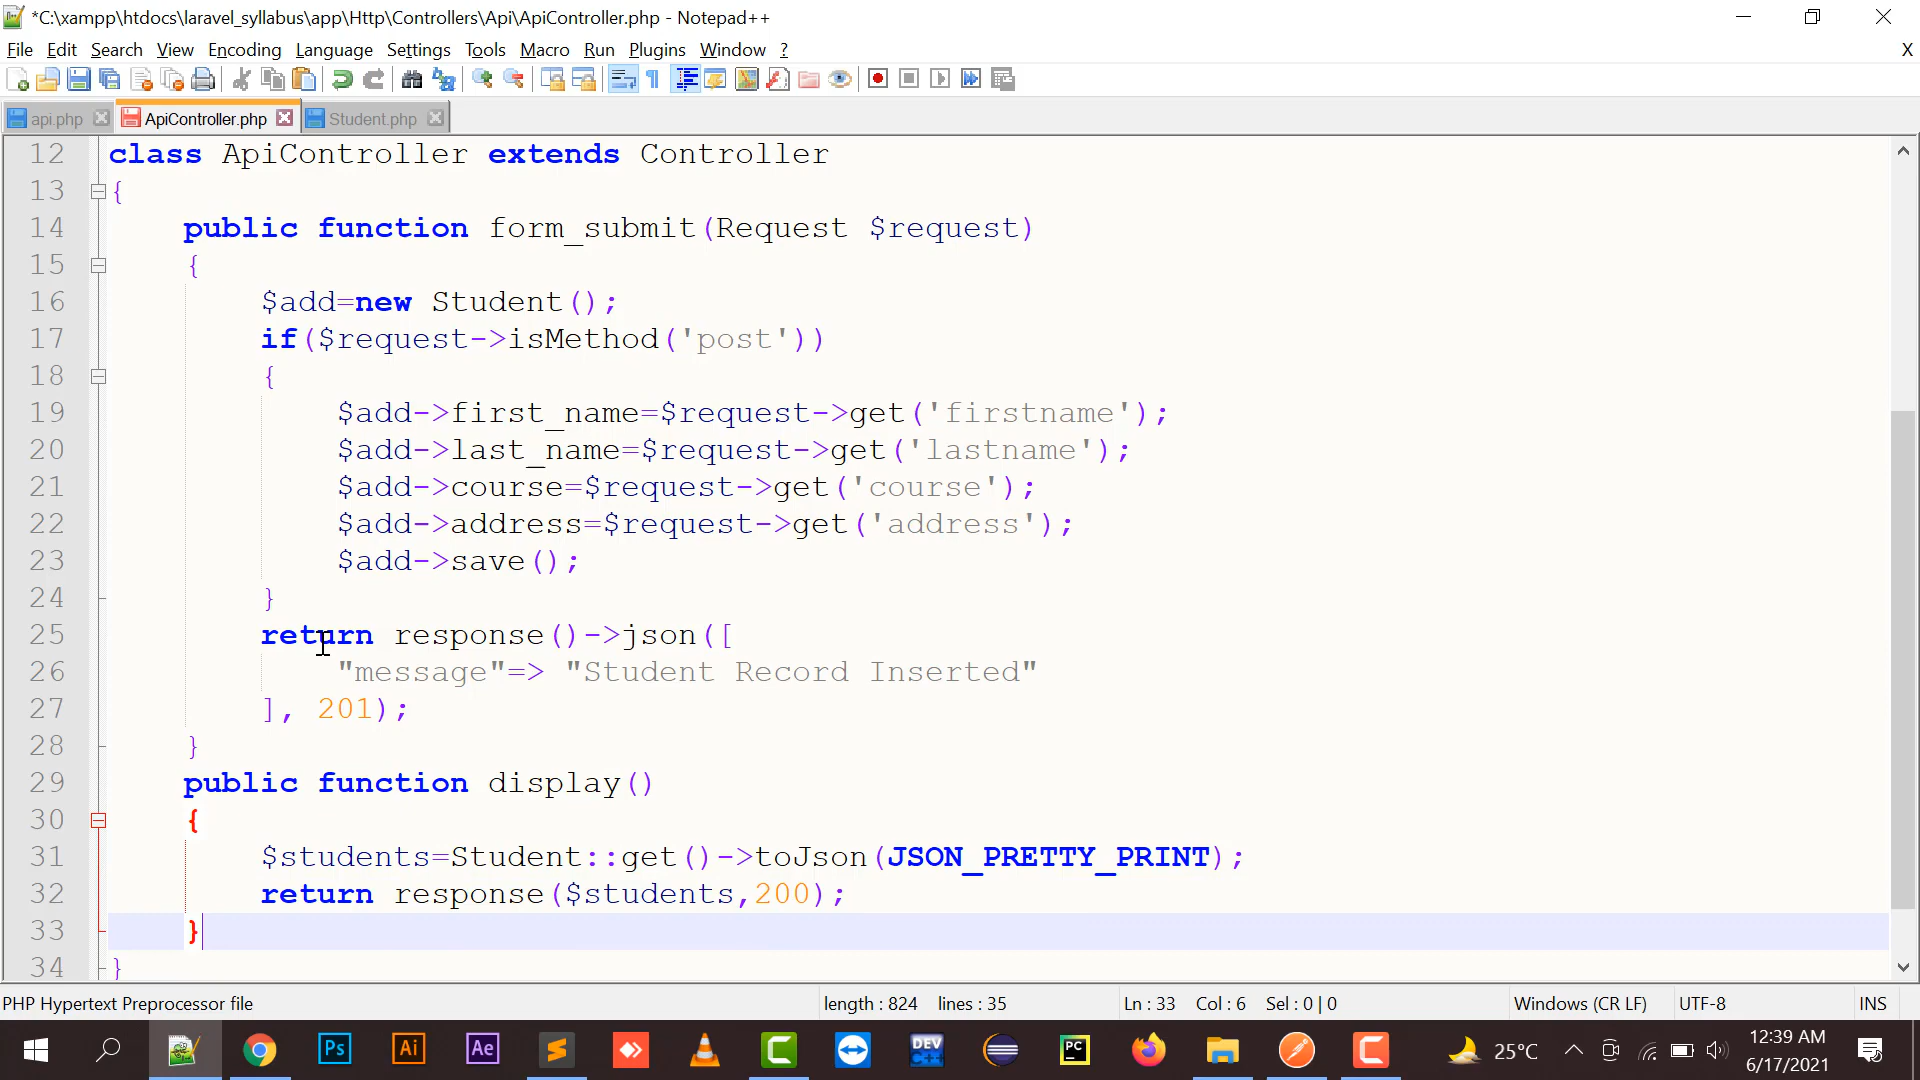 *C:\xampp\htdocs\laravel_syllabus\app\Http\Controllers\Api\ApiController.php - Notepad++
File Edit Search View Encoding Language Settings Tools Macro Run Plugins Window ? X
api.php ApiController.php Student.php
12 class ApiController extends Controller
13 {
14 public function form_submit(Request $request)
15 {
16 $add=new Student();
17 if($request->isMethod('post'))
18 {
19 $add->first_name=$request->get('firstname');
20 $add->last_name=$request->get('lastname');
21 $add->course=$request->get('course');
22 $add->address=$request->get('address');
23 $add->save();
24 }
25 return response()->json([
26 "message"=> "Student Record Inserted"
27 ], 201);
28 }
29 public function display()
30 {
31 $students=Student::get()->toJson(JSON_PRETTY_PRINT);
32 return response($students,200);
33 }
34 }
PHP Hypertext Preprocessor file length : 824 lines : 35 Ln : 33 Col : 6 Sel : 0 | 0 Windows (CR LF) UTF-8 INS
Ps Ai Ae DEV C++ PC 25°C 12:39 AM
6/17/2021